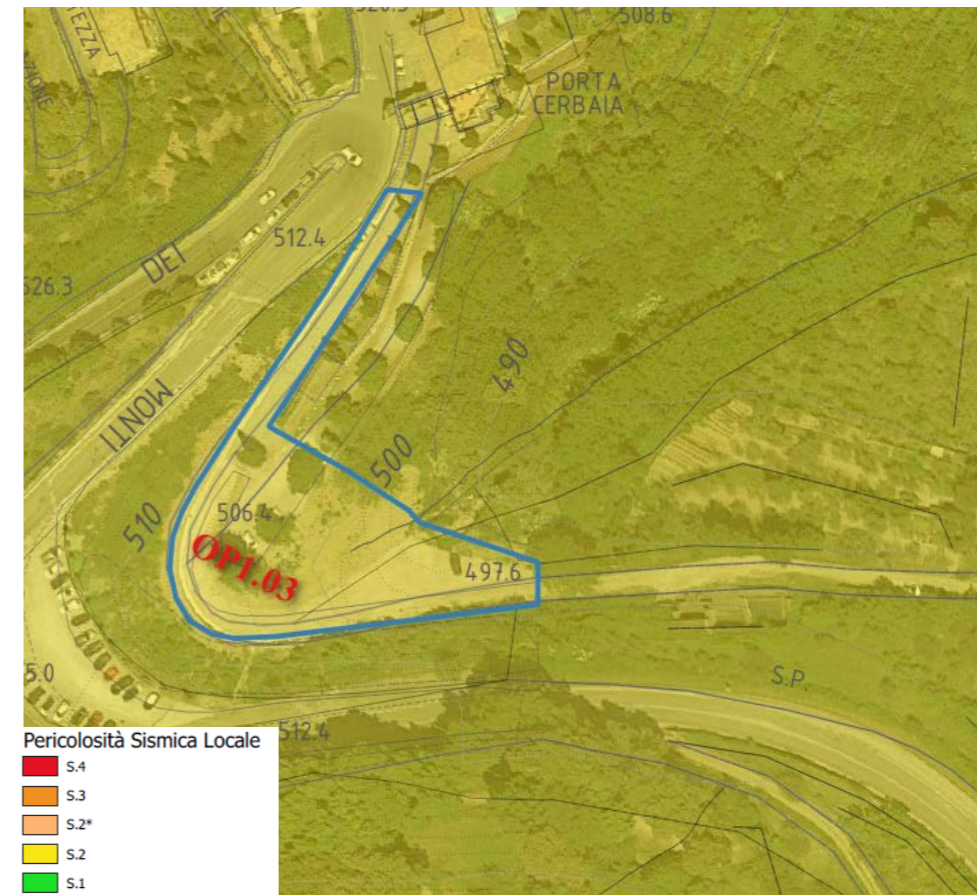 508.6
PORTA
CERBAIA
512.4
DEI
526.3
MONTI
490
500
510
506.4
OP1.03
497.6
S.P.
5.0
512.4
Pericolosità Sismica Locale
S.4
S.3
S.2*
S.2
S.1